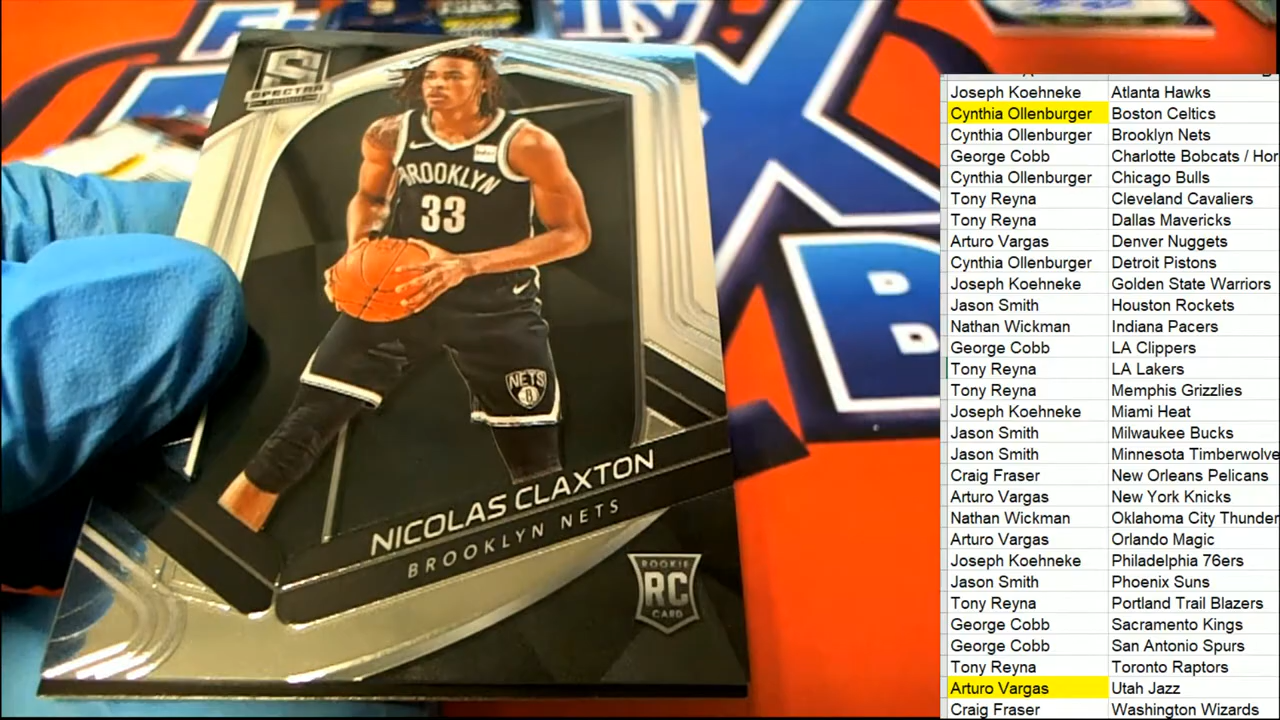 SPECTRA
BROOKLYN
33
NETS
B
NICOLAS CLAXTON
BROOKLYN NETS
ROOKIE
RC
CARD
B
Joseph Koehneke Atlanta Hawks
Cynthia Ollenburger Boston Celtics
Cynthia Ollenburger Brooklyn Nets
George Cobb Charlotte Bobcats / Hor
Cynthia Ollenburger Chicago Bulls
Tony Reyna Cleveland Cavaliers
Tony Reyna Dallas Mavericks
Arturo Vargas Denver Nuggets
Cynthia Ollenburger Detroit Pistons
Joseph Koehneke Golden State Warriors
Jason Smith Houston Rockets
Nathan Wickman Indiana Pacers
George Cobb LA Clippers
Tony Reyna LA Lakers
Tony Reyna Memphis Grizzlies
Joseph Koehneke Miami Heat
Jason Smith Milwaukee Bucks
Jason Smith Minnesota Timberwolve
Craig Fraser New Orleans Pelicans
Arturo Vargas New York Knicks
Nathan Wickman Oklahoma City Thunder
Arturo Vargas Orlando Magic
Joseph Koehneke Philadelphia 76ers
Jason Smith Phoenix Suns
Tony Reyna Portland Trail Blazers
George Cobb Sacramento Kings
George Cobb San Antonio Spurs
Tony Reyna Toronto Raptors
Arturo Vargas Utah Jazz
Craig Fraser Washington Wizards